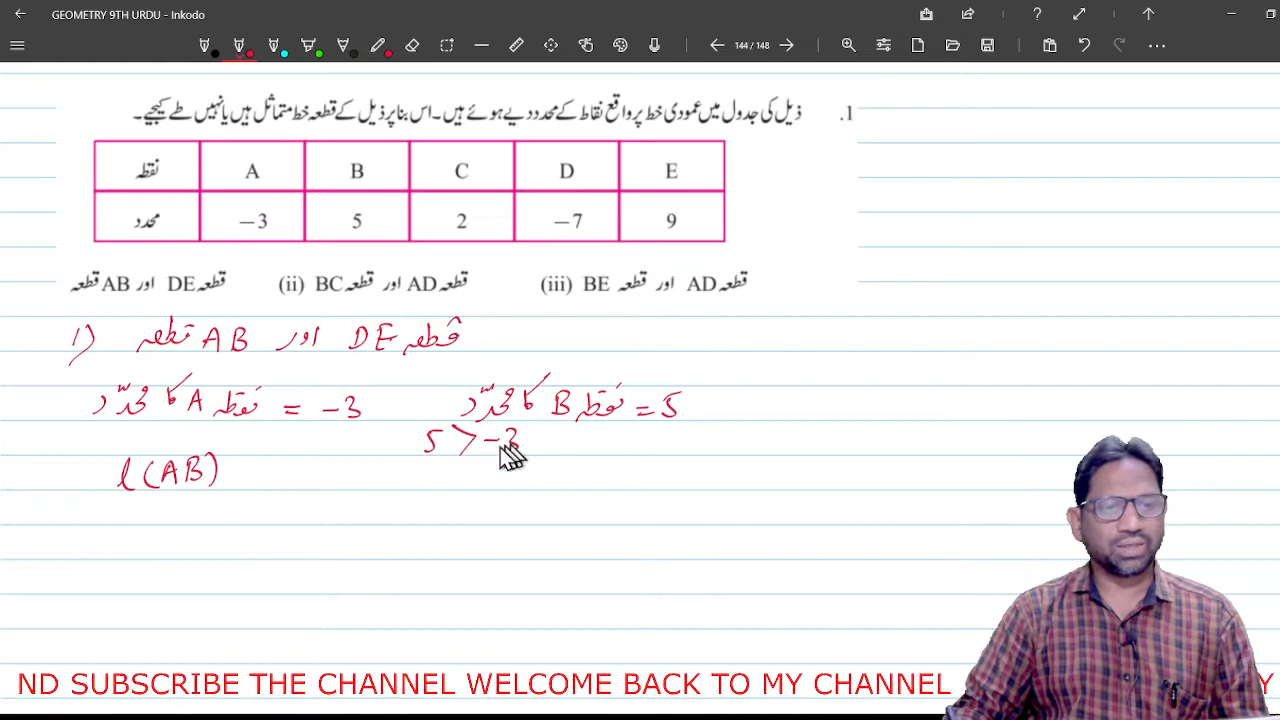 GEOMETRY 9TH URDU - Inkodo
144 / 148
1. ذیل کی جدول میں عمودی خط پر واقع نقاط کے محدد دیے ہوئے ہیں۔ اس بنا پر ذیل کے قطعہ خط متماثل ہیں یا نہیں طے کیجیے۔
نقطہ A B C D E
محدد −3 5 2 −7 9
قطعہ AB اور DE قطعہ (ii) BC قطعہ اور AD قطعہ (iii) BE قطعہ اور AD قطعہ
1) قطعہ AB اور DE قطعہ
نقطہ A کا محدّد = -3 نقطہ B کا محدّد = 5
5 > -3
l(AB)
ND SUBSCRIBE THE CHANNEL WELCOME BACK TO MY CHANNEL